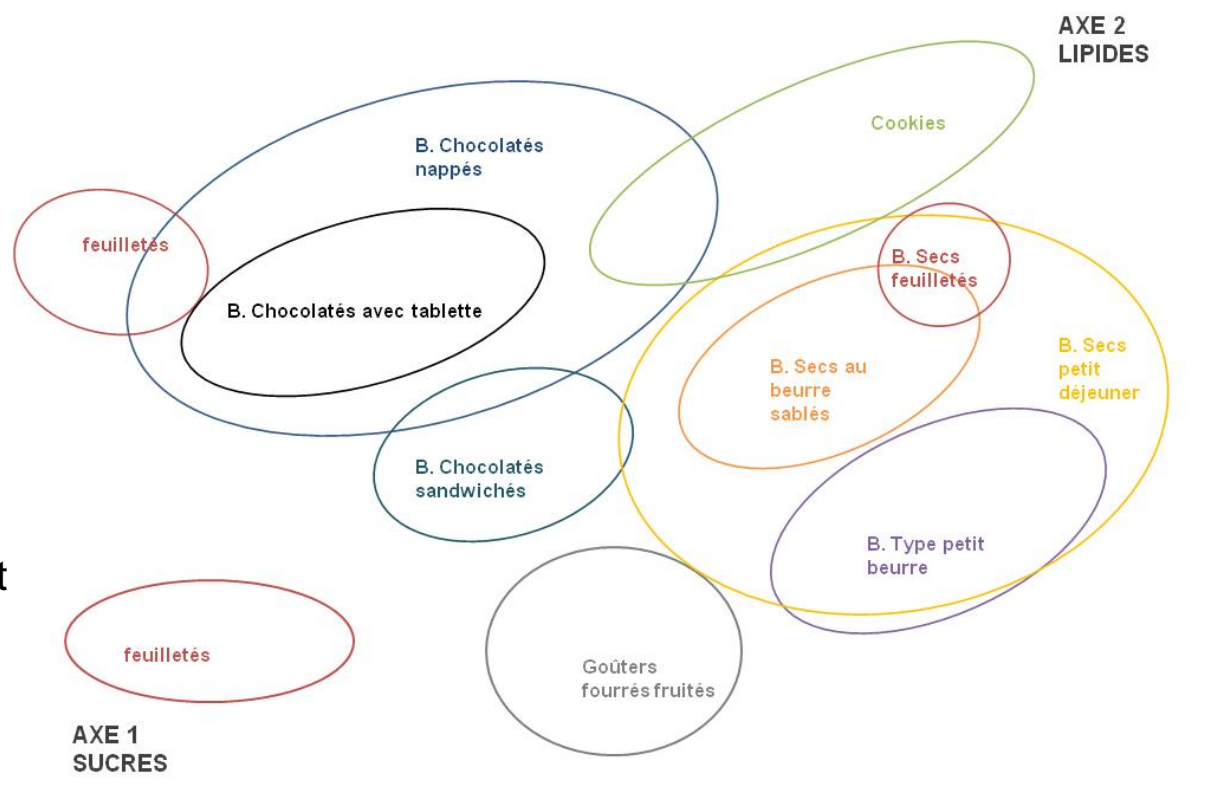 AXE 2
LIPIDES
Cookies
B. Chocolatés
nappés
feuilletés
B. Secs
feuilletés
B. Chocolatés avec tablette
B. Secs
petit
déjeuner
B. Secs au
beurre
sablés
B. Chocolatés
sandwichés
B. Type petit
beurre
t
feuilletés
Goûters
fourrés fruités
AXE 1
SUCRES